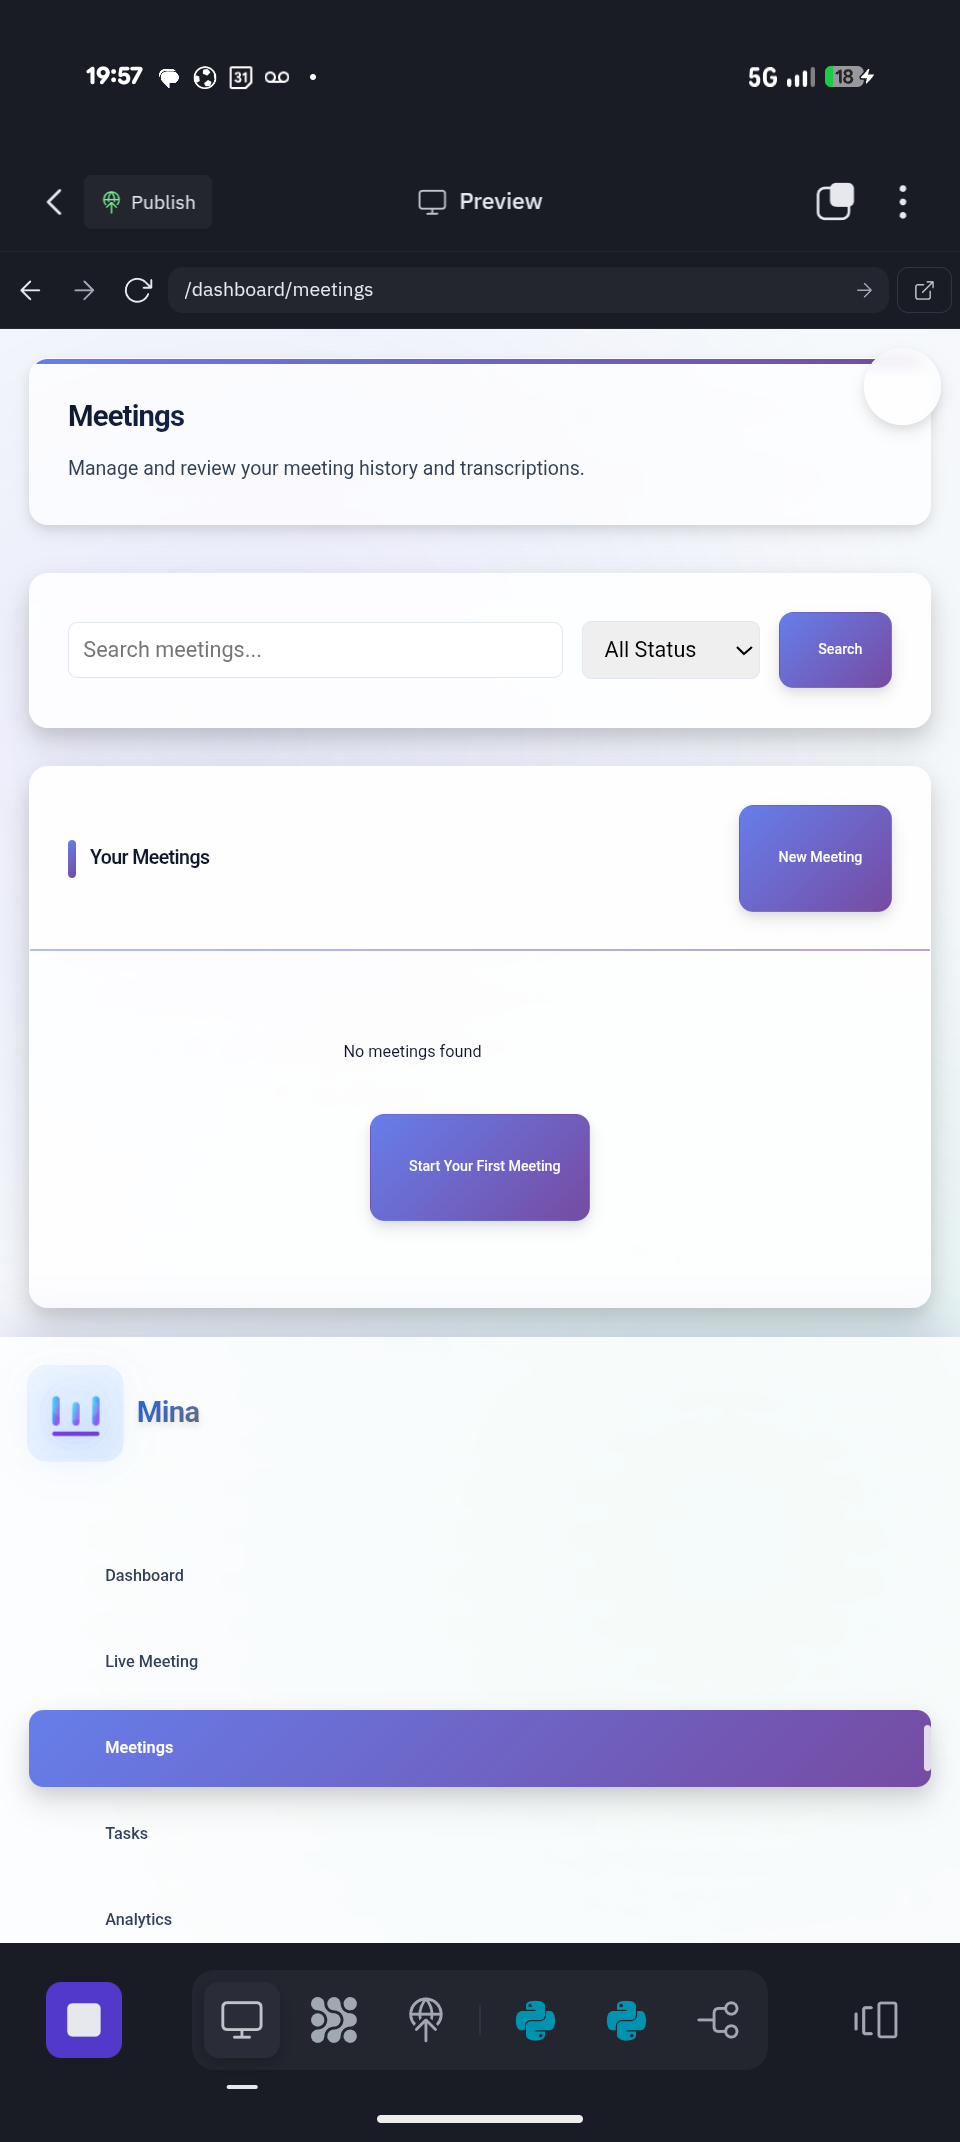 19:57
31
5G
18
Publish
Preview
/dashboard/meetings
Meetings
Manage and review your meeting history and transcriptions.
Search meetings...
All Status
Search
Your Meetings
New Meeting
No meetings found
Start Your First Meeting
Mina
Dashboard
Live Meeting
Meetings
Tasks
Analytics